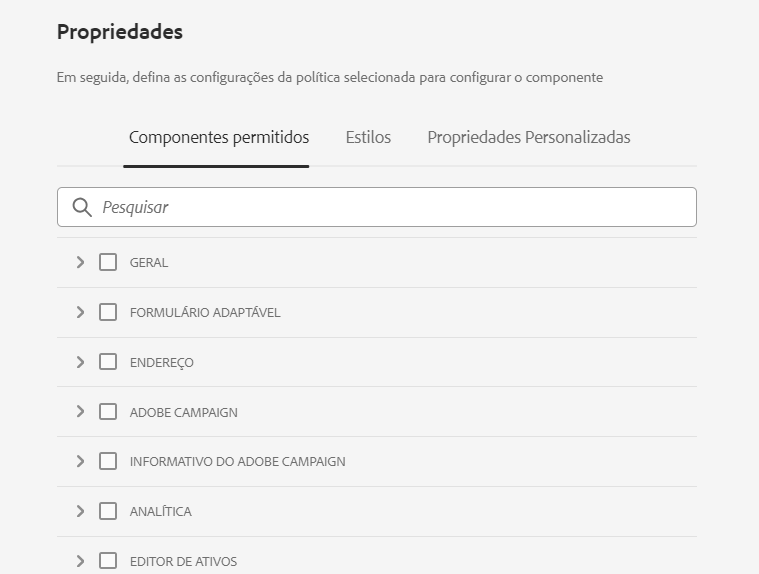 Propriedades
Em seguida, defina as configurações da política selecionada para configurar o componente
Componentes permitidos Estilos Propriedades Personalizadas
Pesquisar
GERAL
FORMULÁRIO ADAPTÁVEL
ENDEREÇO
ADOBE CAMPAIGN
INFORMATIVO DO ADOBE CAMPAIGN
ANALÍTICA
EDITOR DE ATIVOS